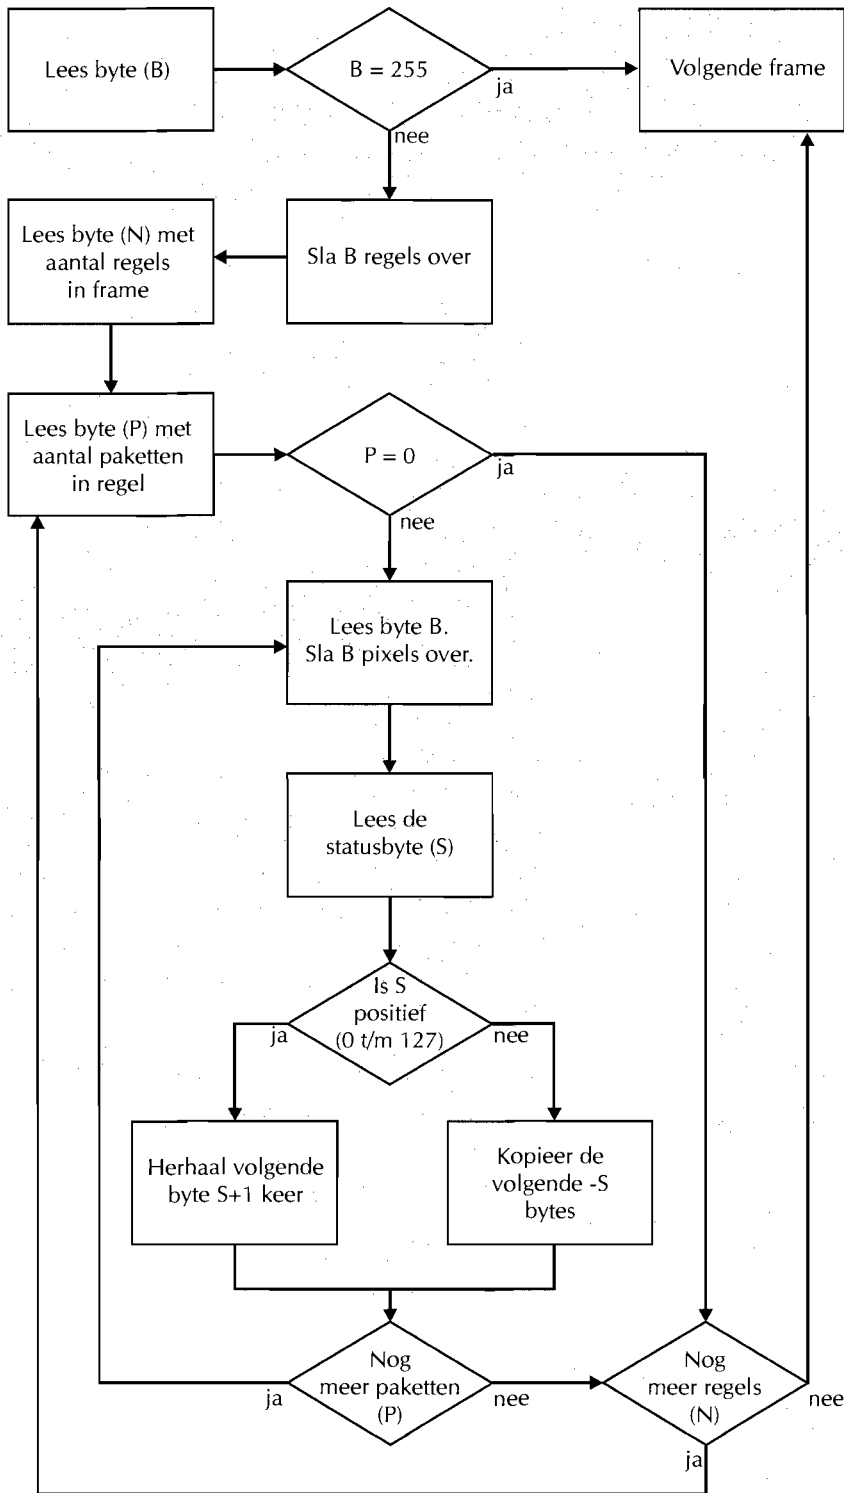 Lees byte (B)
B = 255
ja
nee
Volgende frame
Sla B regels over
Lees byte (N) met
aantal regels
in frame
Lees byte (P) met
aantal paketten
in regel
P = 0
ja
nee
Lees byte B.
Sla B pixels over.
Lees de
statusbyte (S)
Is S
positief
(0 t/m 127)
ja
nee
Herhaal volgende
byte S+1 keer
Kopieer de
volgende -S
bytes
Nog
meer paketten
(P)
ja
nee
Nog
meer regels
(N)
nee
ja